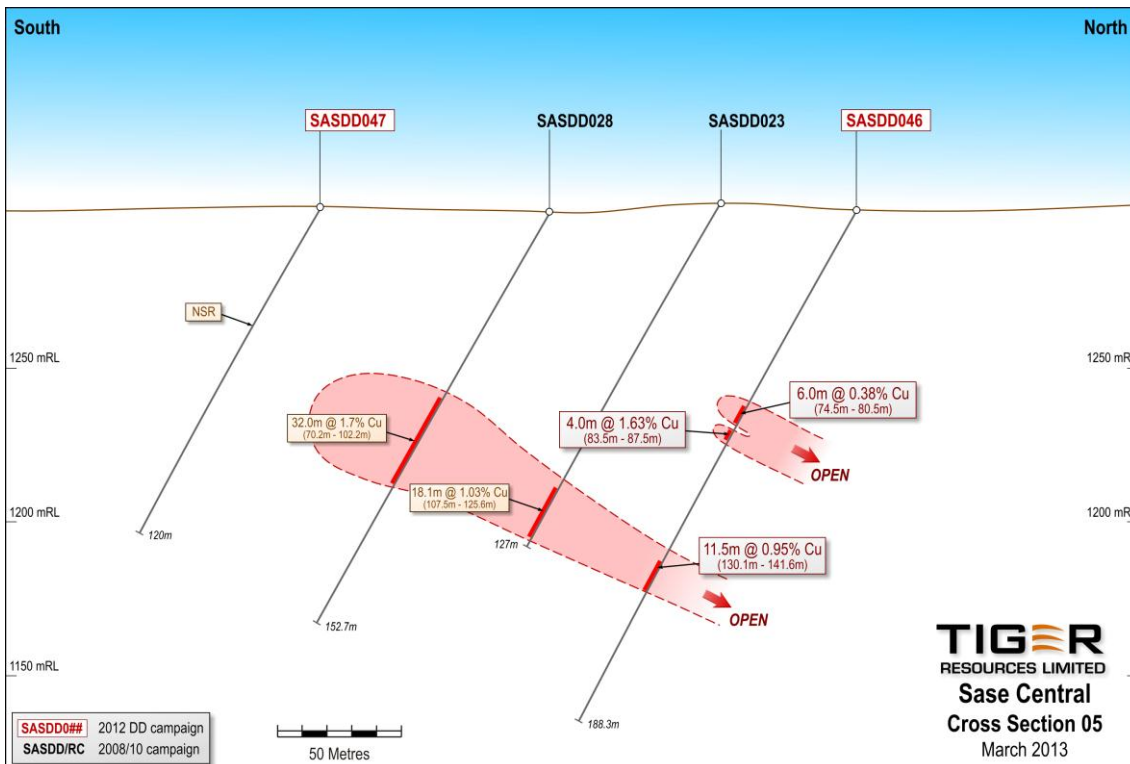 South
North
SASDD047
SASDD028
SASDD023
SASDD046
NSR
1250 mRL
1250 mRL
6.0m @ 0.38% Cu
(74.5m - 80.5m)
4.0m @ 1.63% Cu
(83.5m - 87.5m)
32.0m @ 1.7% Cu
(70.2m - 102.2m)
OPEN
18.1m @ 1.03% Cu
(107.5m - 125.6m)
1200 mRL
1200 mRL
120m
127m
11.5m @ 0.95% Cu
(130.1m - 141.6m)
OPEN
152.7m
TIGER
RESOURCES LIMITED
1150 mRL
1150 mRL
Sase Central
Cross Section 05
March 2013
188.3m
SASDD0## 2012 DD campaign
SASDD/RC 2008/10 campaign
50 Metres